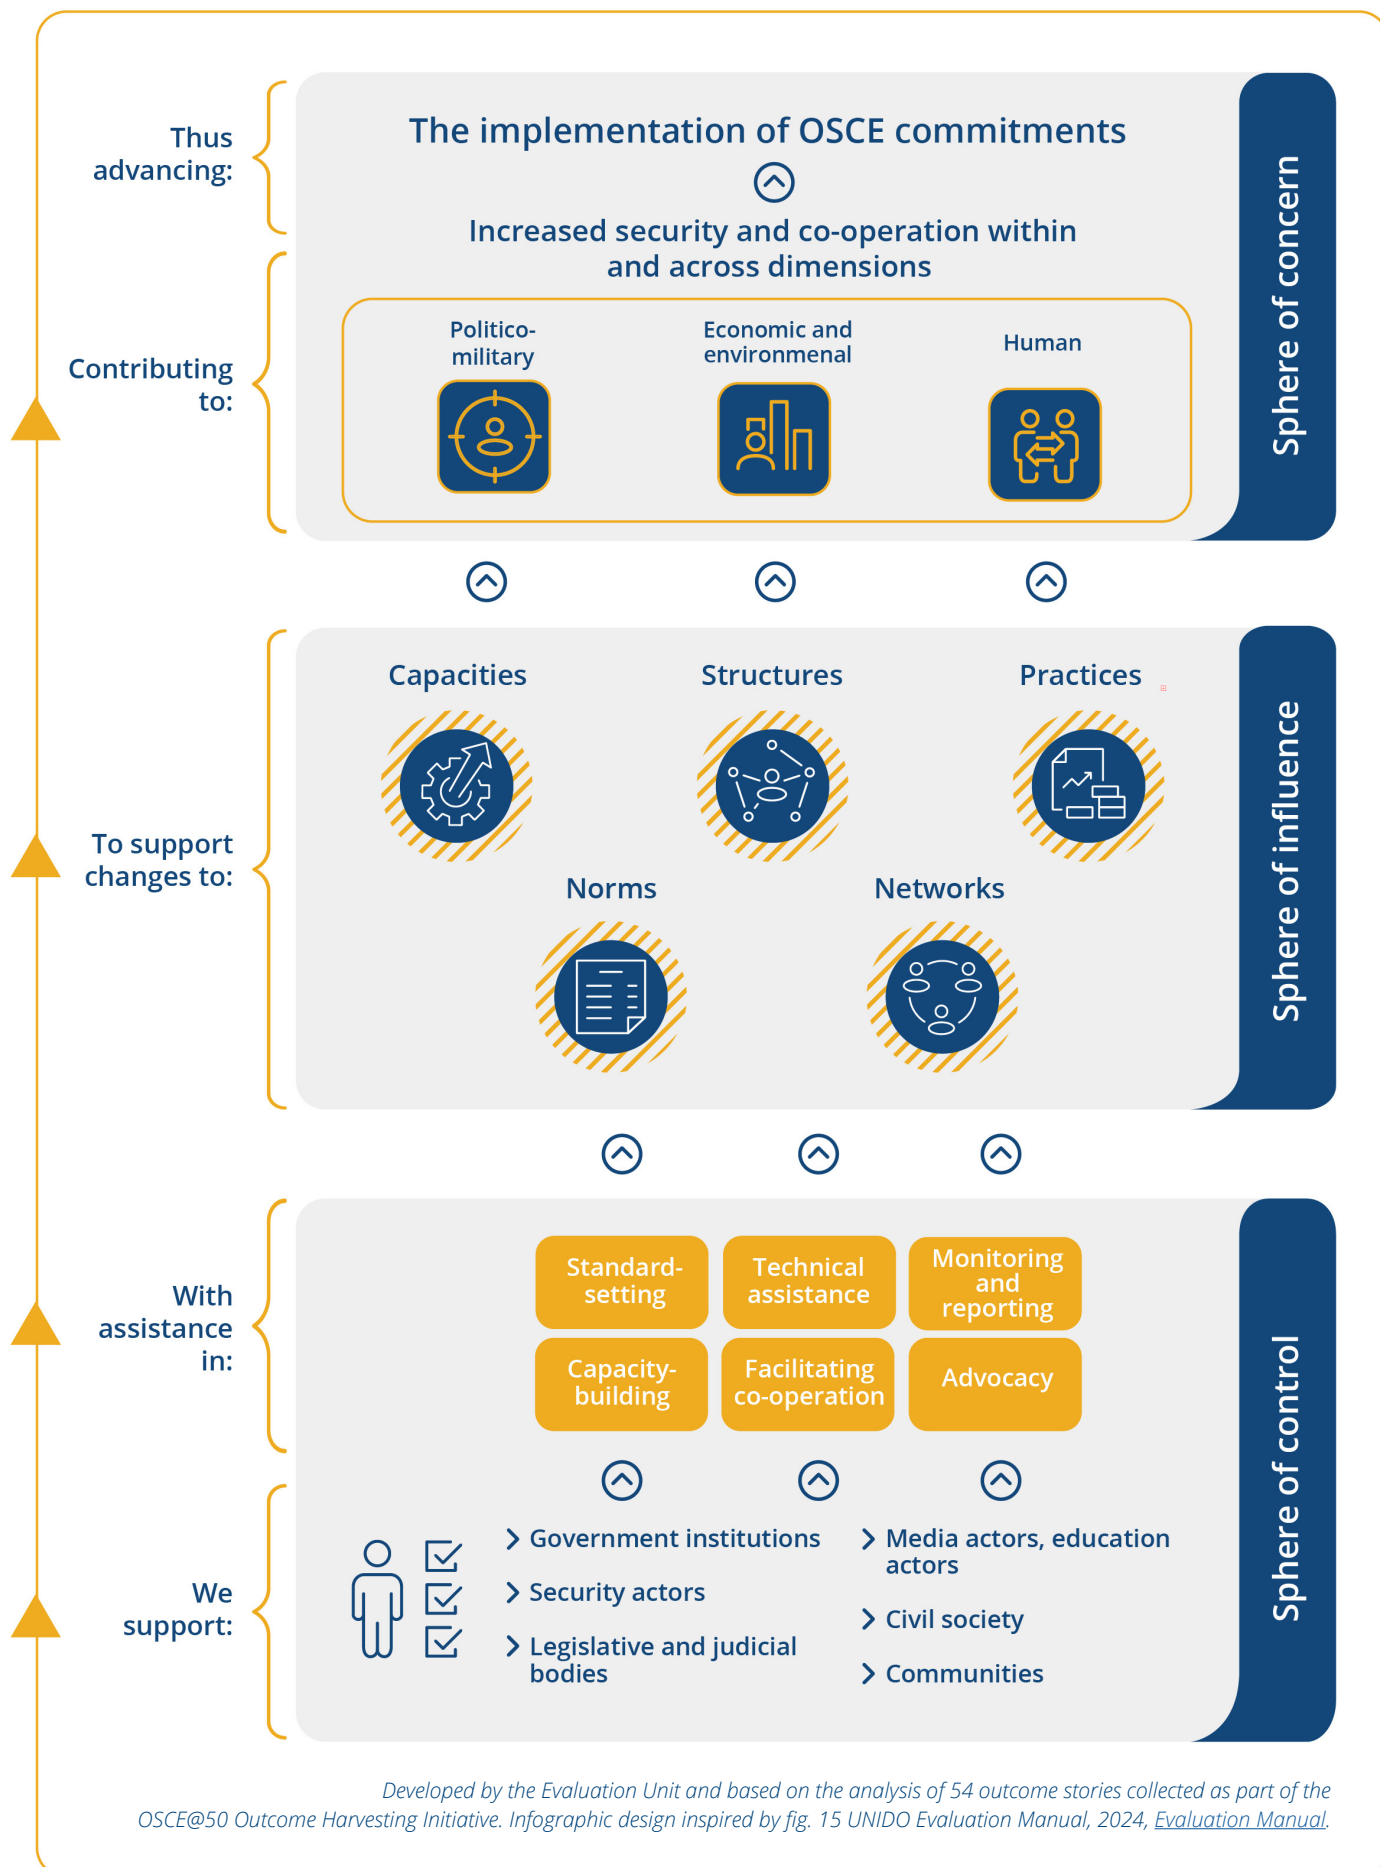 Thus
advancing:
The implementation of OSCE commitments
Increased security and co-operation within
and across dimensions
Contributing
to:
Politico-
military
Economic and
environmenal
Human
Sphere of concern
To support
changes to:
Capacities
Structures
Practices
Norms
Networks
Sphere of influence
With
assistance
in:
Standard-
setting
Technical
assistance
Monitoring
and
reporting
Capacity-
building
Facilitating
co-operation
Advocacy
We
support:
Government institutions
Security actors
Legislative and judicial
bodies
Media actors, education
actors
Civil society
Communities
Sphere of control
Developed by the Evaluation Unit and based on the analysis of 54 outcome stories collected as part of the
OSCE@50 Outcome Harvesting Initiative. Infographic design inspired by fig. 15 UNIDO Evaluation Manual, 2024, Evaluation Manual.